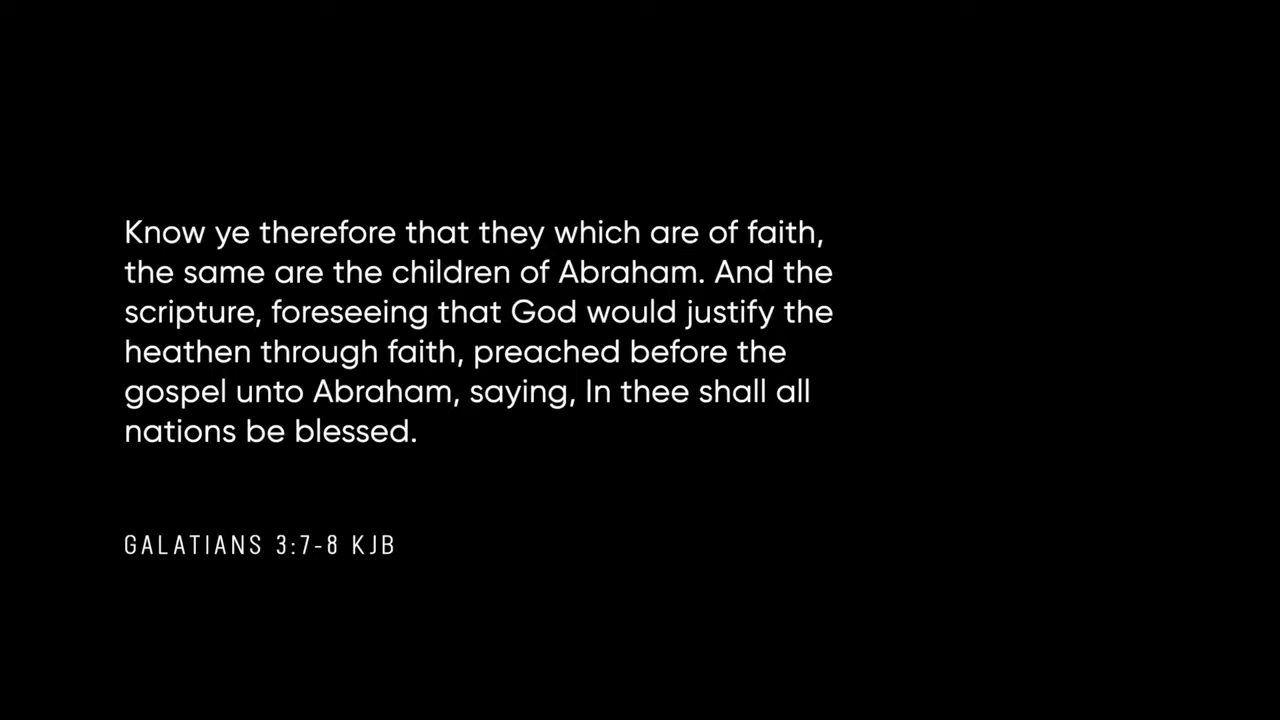 Know ye therefore that they which are of faith,
the same are the children of Abraham. And the
scripture, foreseeing that God would justify the
heathen through faith, preached before the
gospel unto Abraham, saying, In thee shall all
nations be blessed.
GALATIANS 3:7-8 KJB